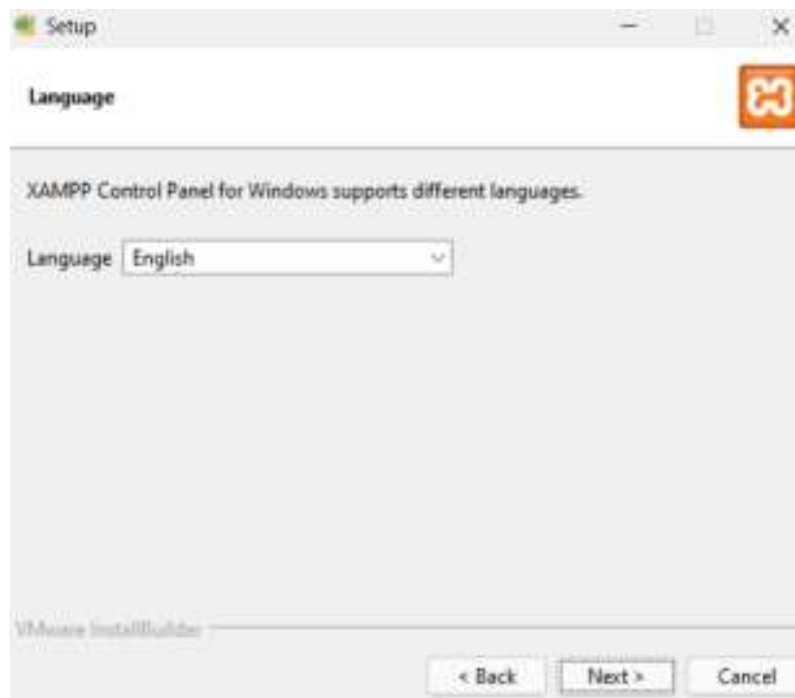 Setup
Language
XAMPP Control Panel for Windows supports different languages.
Language English
VMware InstallBuilder
< Back Next > Cancel